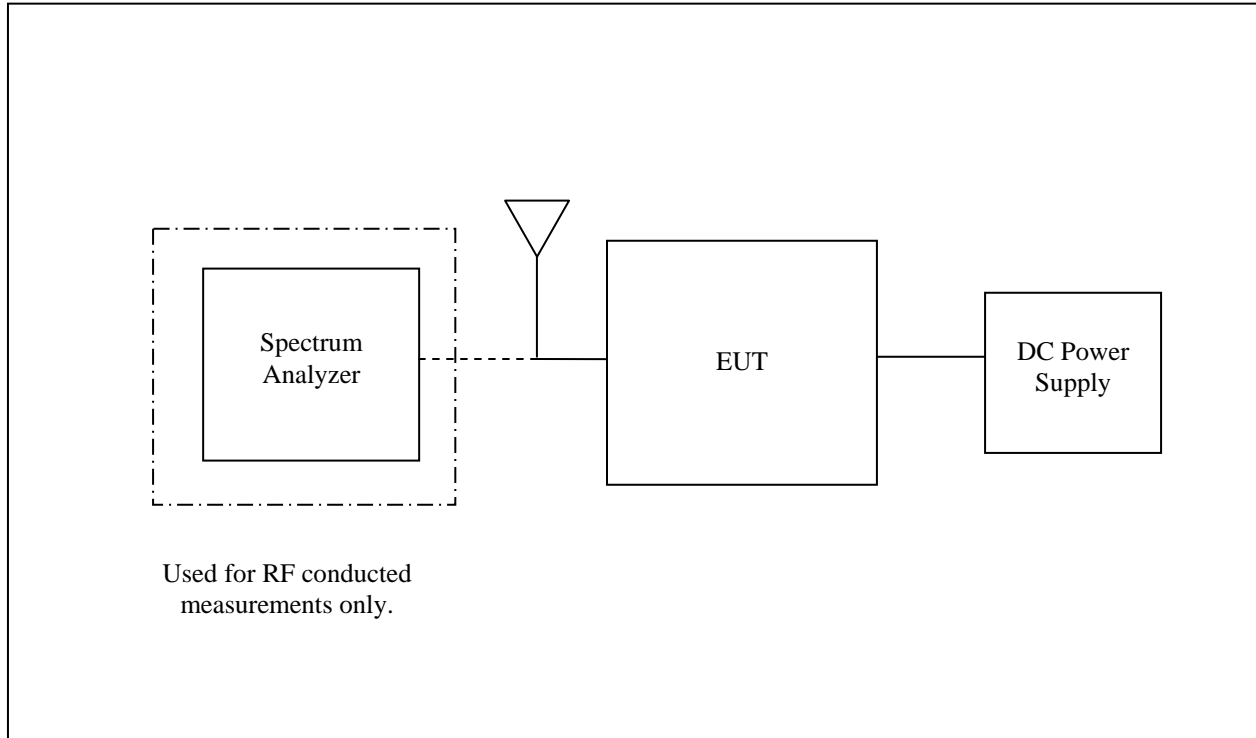 Spectrum
Analyzer
EUT
DC Power
Supply
Used for RF conducted
measurements only.